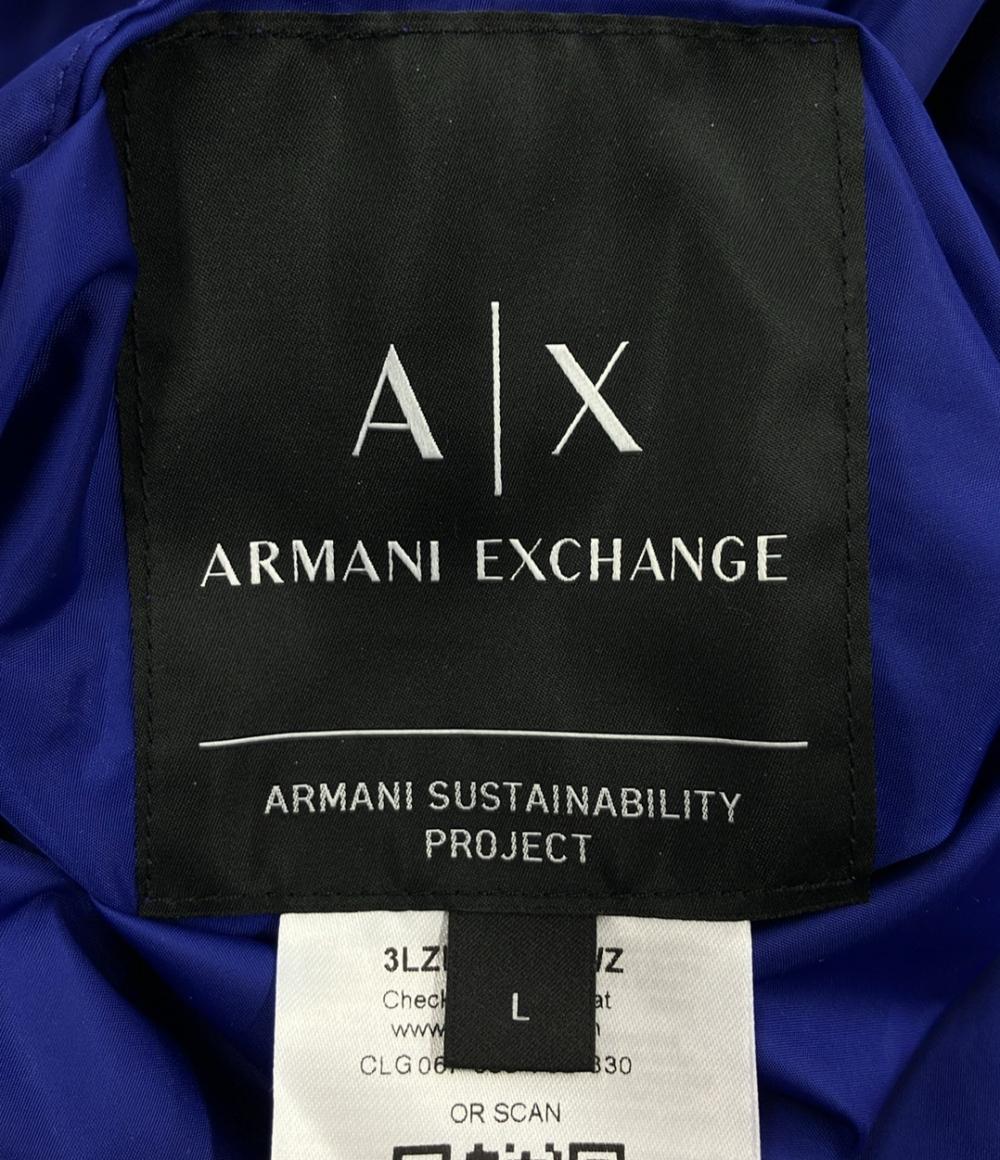 A|X
ARMANI EXCHANGE
ARMANI SUSTAINABILITY
PROJECT
L
OR SCAN